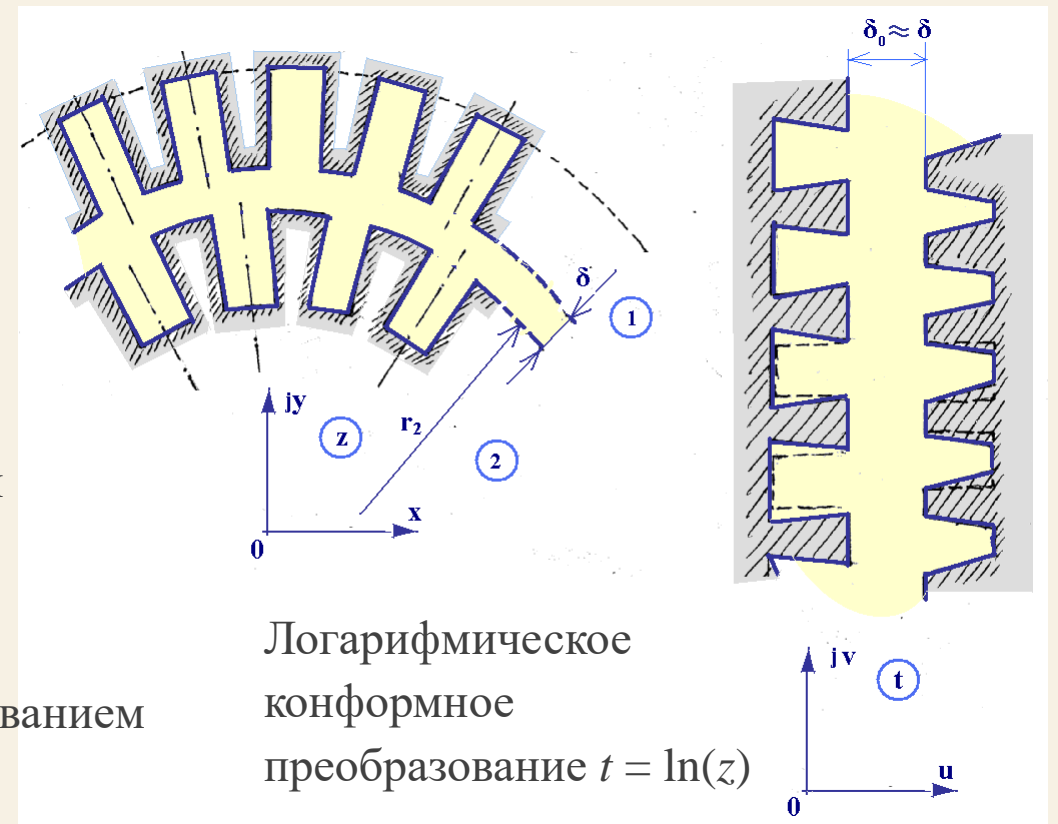 δ₀ ≈ δ
δ
1
jy
z
r₂
2
x
0
к
ванием
Логарифмическое
конформное
преобразование t = ln(z)
jv
t
u
0